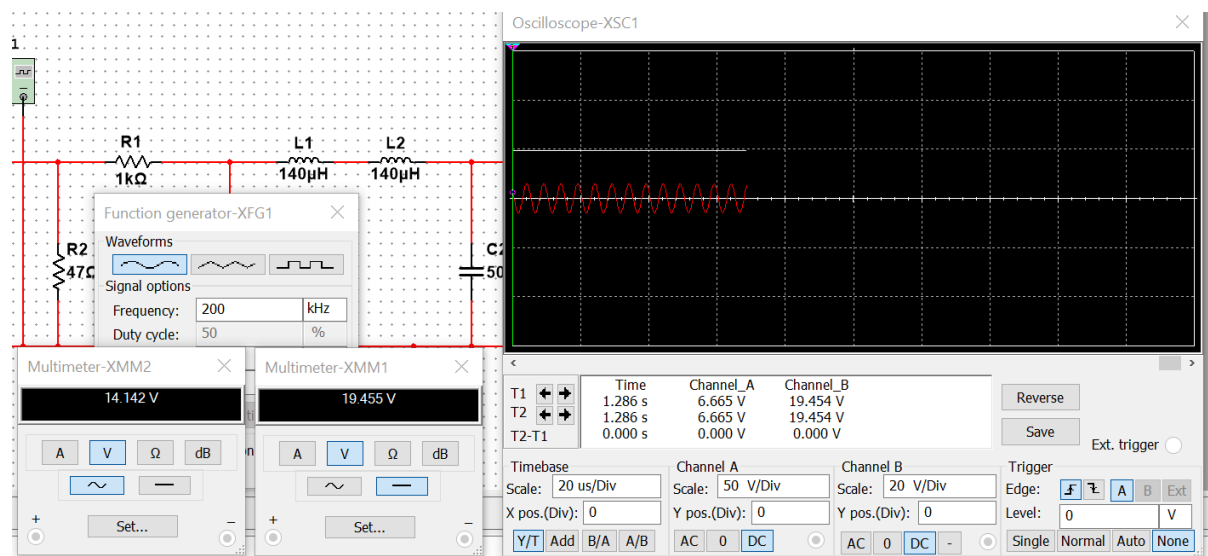 Oscilloscope-XSC1
1
R1
1kΩ
L1
140µH
L2
140µH
R2
47Ω
C2
50
Function generator-XFG1
Waveforms
Signal options
Frequency: 200 kHz
Duty cycle: 50 %
Multimeter-XMM2
14.142 V
A V Ω dB
+ Set... -
Multimeter-XMM1
19.455 V
A V Ω dB
+ Set... -
Time Channel_A Channel_B
T1 1.286 s 6.665 V 19.454 V
T2 1.286 s 6.665 V 19.454 V
T2-T1 0.000 s 0.000 V 0.000 V
Reverse
Save
Ext. trigger
Timebase
Scale: 20 us/Div
X pos.(Div): 0
Y/T Add B/A A/B
Channel A
Scale: 50 V/Div
Y pos.(Div): 0
AC 0 DC
Channel B
Scale: 20 V/Div
Y pos.(Div): 0
AC 0 DC -
Trigger
Edge: A B Ext
Level: 0 V
Single Normal Auto None